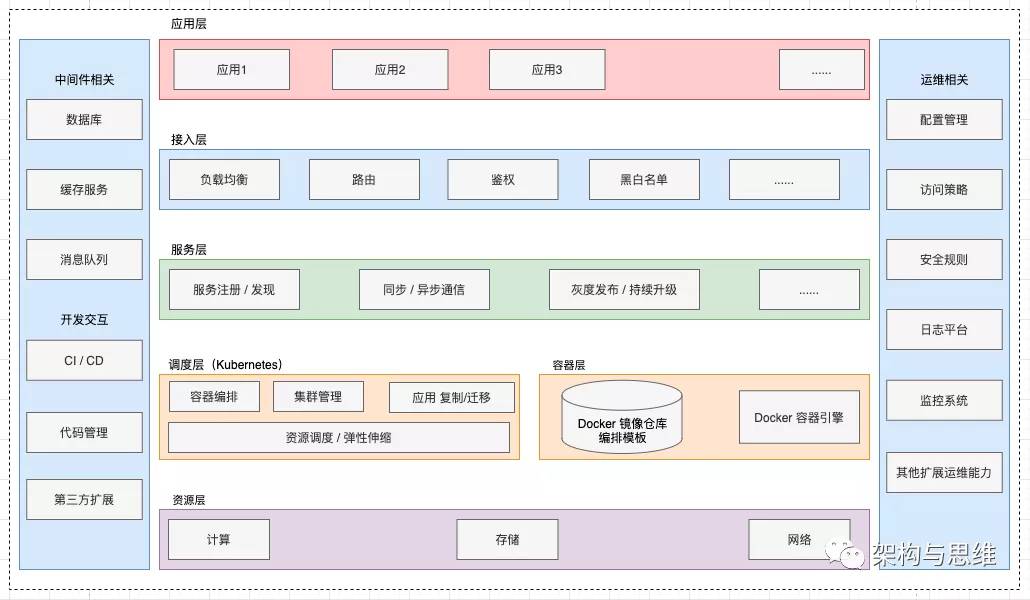 应用层
应用1
应用2
应用3
......
中间件相关
数据库
缓存服务
消息队列
开发交互
CI / CD
代码管理
第三方扩展
接入层
负载均衡
路由
鉴权
黑白名单
......
服务层
服务注册 / 发现
同步 / 异步通信
灰度发布 / 持续升级
......
调度层（Kubernetes）
容器编排
集群管理
应用 复制/迁移
资源调度 / 弹性伸缩
容器层
Docker 镜像仓库
编排模板
Docker 容器引擎
资源层
计算
存储
网络
运维相关
配置管理
访问策略
安全规则
日志平台
监控系统
其他扩展运维能力
架构与思维